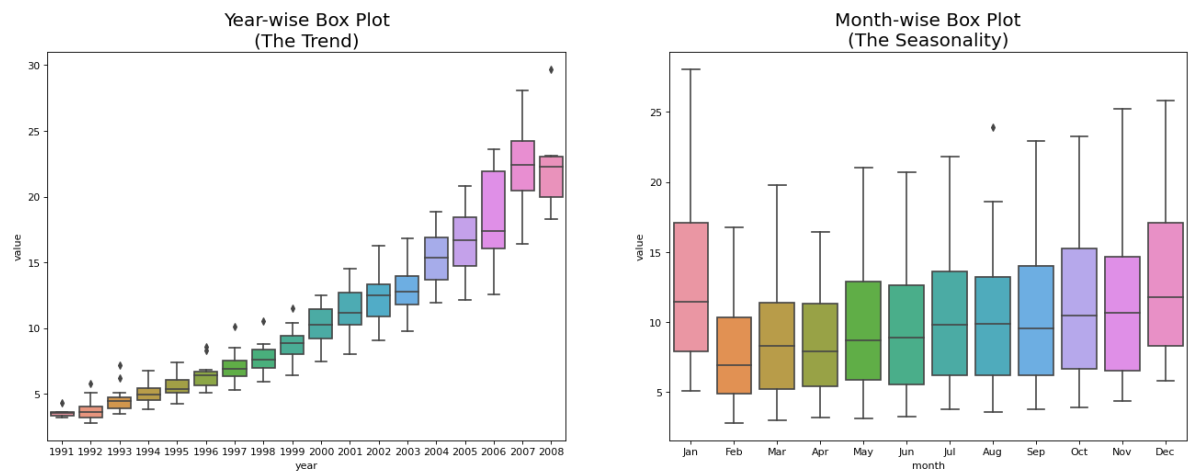 Year-wise Box Plot
(The Trend)
30
25
20
15
10
5
value
1991 1992 1993 1994 1995 1996 1997 1998 1999 2000 2001 2002 2003 2004 2005 2006 2007 2008
year
Month-wise Box Plot
(The Seasonality)
25
20
15
10
5
value
Jan Feb Mar Apr May Jun Jul Aug Sep Oct Nov Dec
month